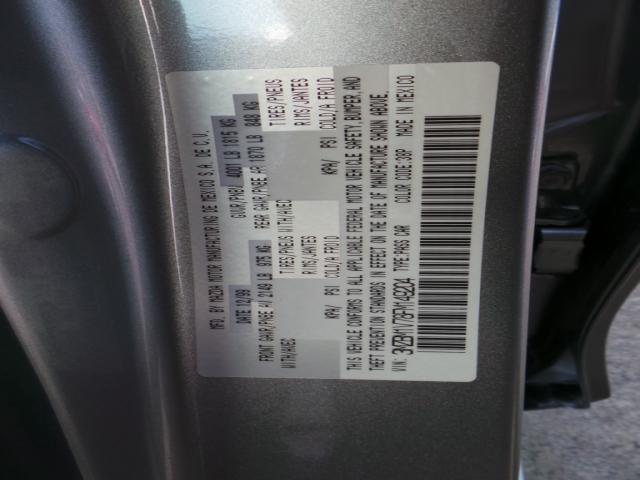 MFD. BY MAZDA MOTOR MANUFACTURING DE MEXICO S.A. DE C.V.
DATE 12/09 GVWR/PNBV 4001 LB 1815 KG
FRONT GAWR/PNBE AV 2149 LB 975 KG REAR GAWR/PNBE AR 1870 LB 848 KG
WITH/AVEC TIRES/PNEUS WITH/AVEC TIRES/PNEUS
RIMS/JANTES RIMS/JANTES
KPA/ PSI COLD/A FROID KPA/ PSI COLD/A FROID
THIS VEHICLE CONFORMS TO ALL APPLICABLE FEDERAL MOTOR VEHICLE SAFETY, BUMPER AND
THEFT PREVENTION STANDARDS IN EFFECT ON THE DATE OF MANUFACTURE SHOWN ABOVE.
VIN: TYPE:PASS CAR COLOR CODE:38P MADE IN MEXICO